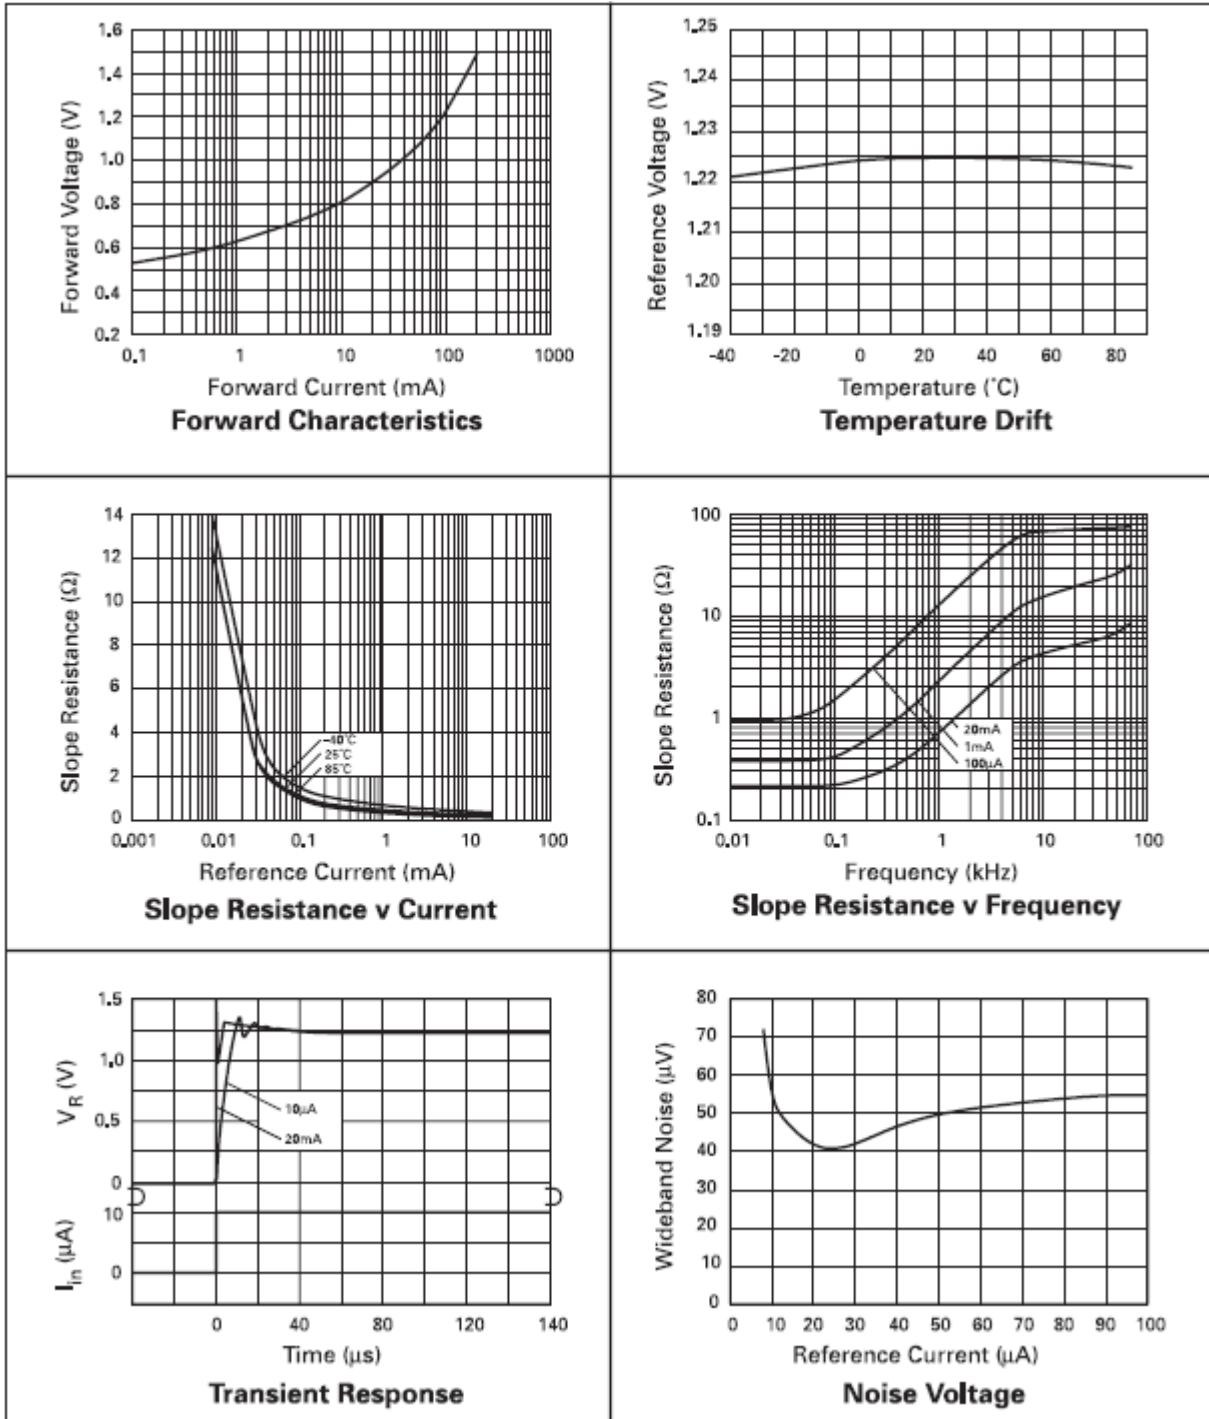 1.6
1.4
1.2
1.0
0.8
0.6
0.4
0.2
Forward Voltage (V)
0.1 1 10 100 1000
Forward Current (mA)
Forward Characteristics
1.25
1.24
1.23
1.22
1.21
1.20
1.19
Reference Voltage (V)
-40 -20 0 20 40 60 80
Temperature (˚C)
Temperature Drift
14
12
10
8
6
4
2
0
Slope Resistance (Ω)
-40˚C
25˚C
85˚C
0.001 0.01 0.1 1 10 100
Reference Current (mA)
Slope Resistance v Current
100
10
1
0.1
Slope Resistance (Ω)
20mA
1mA
100µA
0.01 0.1 1 10 100
Frequency (kHz)
Slope Resistance v Frequency
1.5
1.0
0.5
0
VR (V)
10µA
20mA
10
0
Iin (µA)
0 40 80 120 140
Time (µs)
Transient Response
80
70
60
50
40
30
20
10
0
Wideband Noise (µV)
0 10 20 30 40 50 60 70 80 90 100
Reference Current (µA)
Noise Voltage